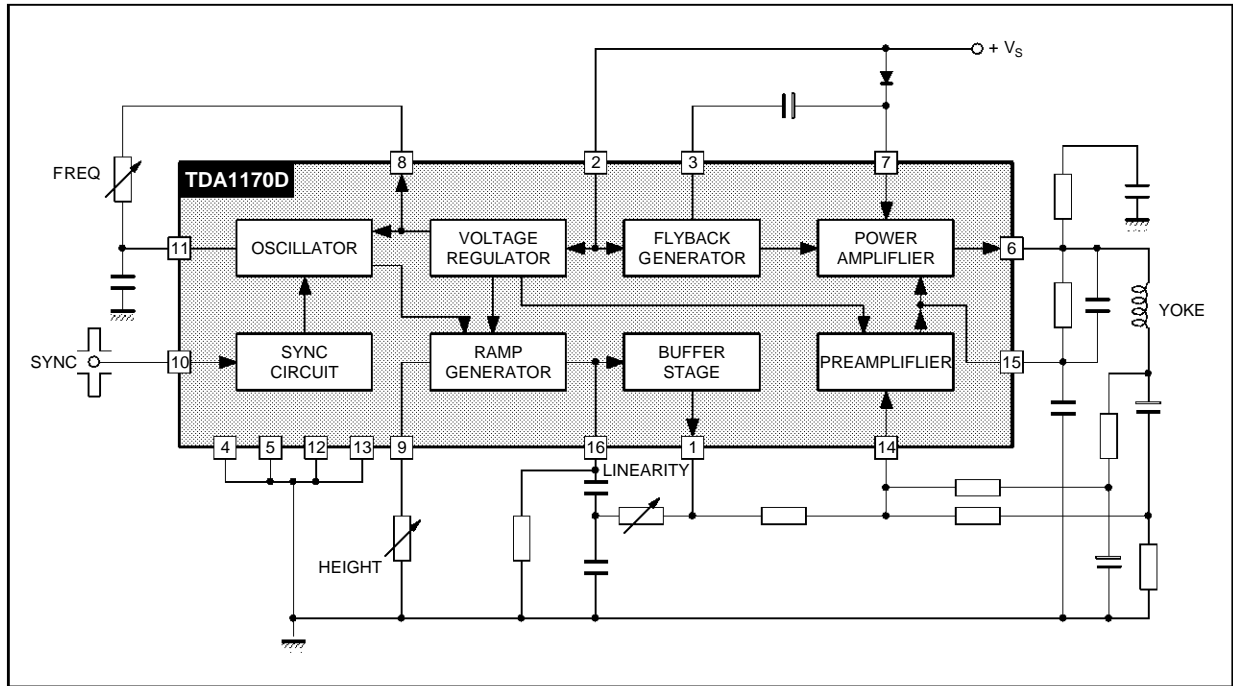 + VS
FREQ
TDA1170D
8
2
3
7
11
OSCILLATOR
VOLTAGE
REGULATOR
FLYBACK
GENERATOR
POWER
AMPLIFLIER
6
YOKE
SYNC
10
SYNC
CIRCUIT
RAMP
GENERATOR
BUFFER
STAGE
PREAMPLIFLIER
15
4
5
12
13
9
16
1
14
LINEARITY
HEIGHT